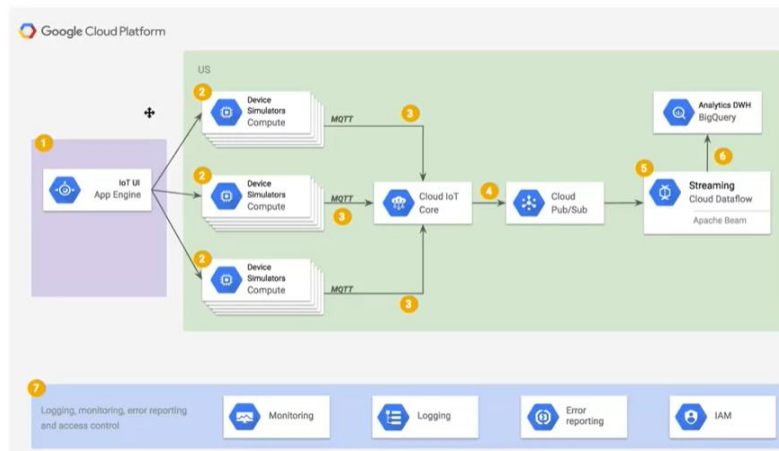 Google Cloud Platform
US
1
IoT UI
App Engine
2
Device
Simulators
Compute
MQTT
3
2
Device
Simulators
Compute
MQTT
3
2
Device
Simulators
Compute
MQTT
3
Cloud IoT
Core
4
Cloud
Pub/Sub
5
Streaming
Cloud Dataflow
Apache Beam
6
Analytics DWH
BigQuery
7
Logging, monitoring, error reporting
and access control
Monitoring
Logging
Error
reporting
IAM